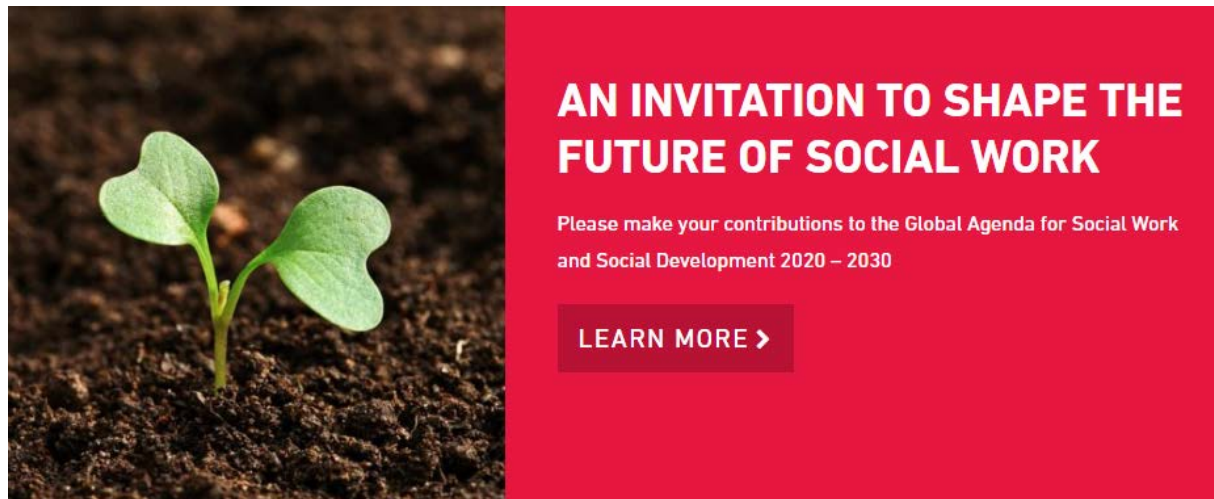 AN INVITATION TO SHAPE THE
FUTURE OF SOCIAL WORK
Please make your contributions to the Global Agenda for Social Work
and Social Development 2020 – 2030
LEARN MORE